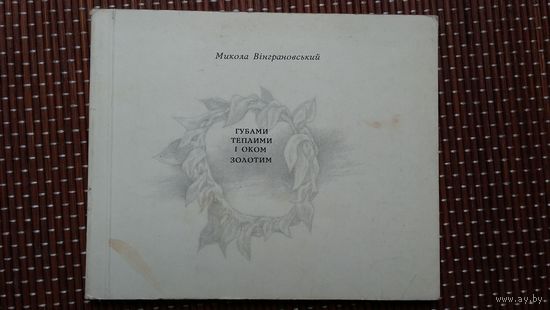 Микола Вінграновський
ГУБАМИ
ТЕПЛИМИ
І ОКОМ
ЗОЛОТИМ
www.ay.by